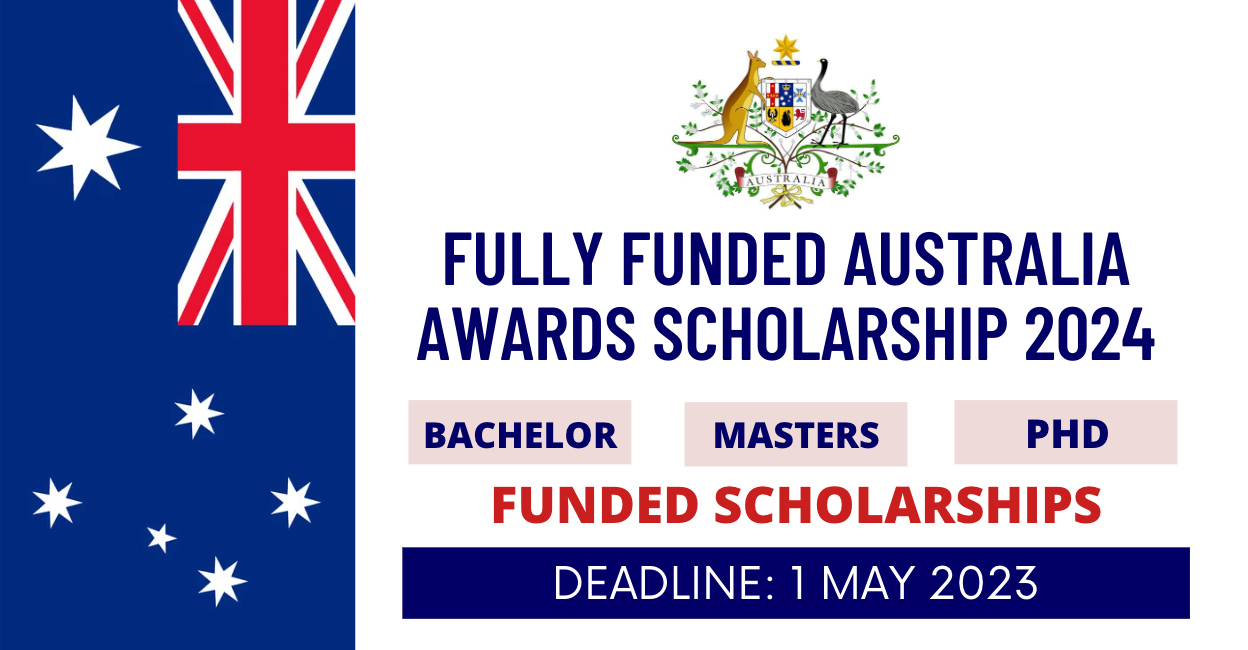 AUSTRALIA
FULLY FUNDED AUSTRALIA
AWARDS SCHOLARSHIP 2024
BACHELOR MASTERS PHD
FUNDED SCHOLARSHIPS
DEADLINE: 1 MAY 2023